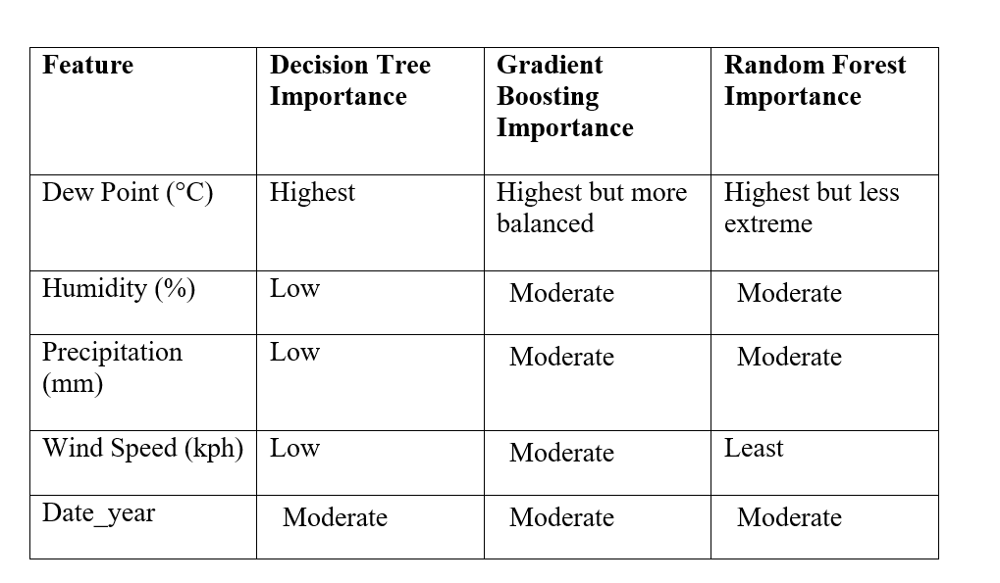 Feature Decision Tree Importance Gradient Boosting Importance Random Forest Importance
Dew Point (°C) Highest Highest but more balanced Highest but less extreme
Humidity (%) Low Moderate Moderate
Precipitation (mm) Low Moderate Moderate
Wind Speed (kph) Low Moderate Least
Date_year Moderate Moderate Moderate